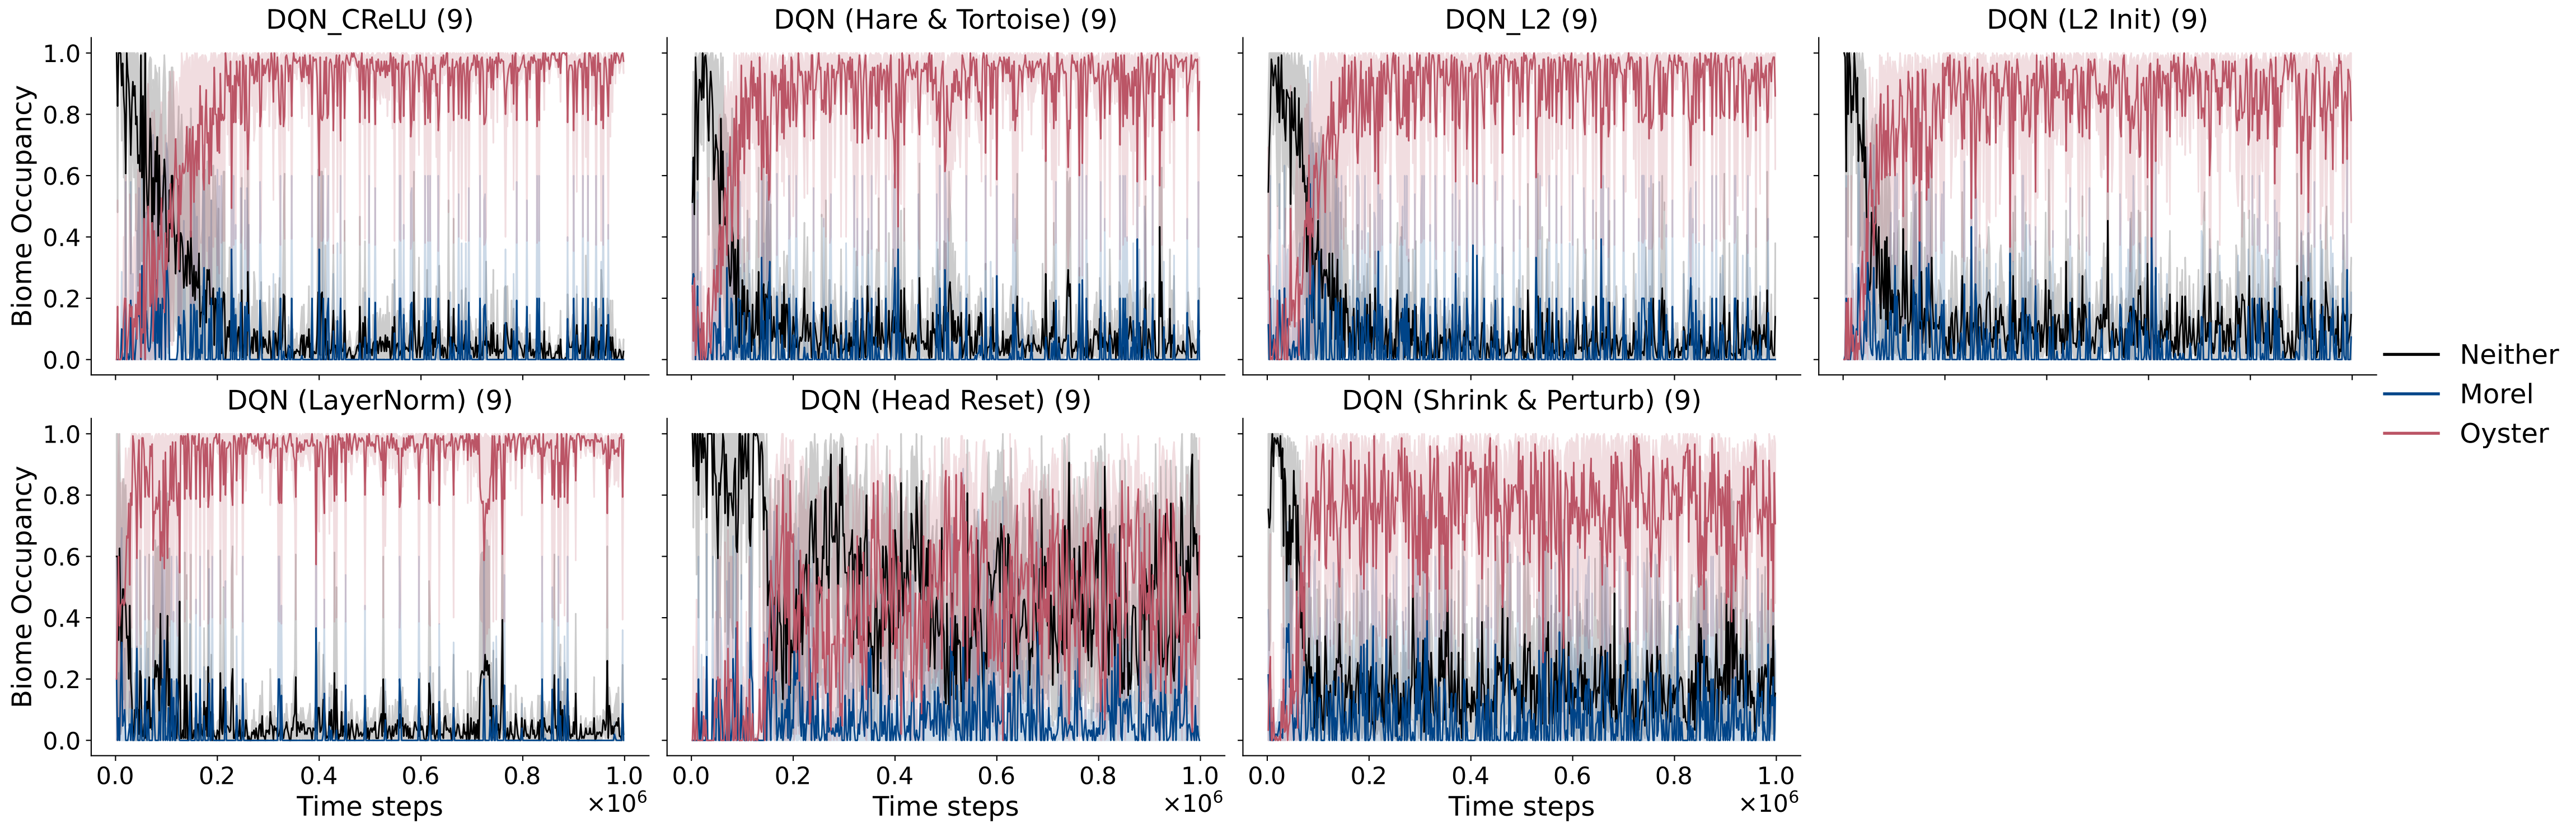 DQN_CReLU (9)
DQN (Hare & Tortoise) (9)
DQN_L2 (9)
DQN (L2 Init) (9)
Biome Occupancy
1.0
0.8
0.6
0.4
0.2
0.0
DQN (LayerNorm) (9)
DQN (Head Reset) (9)
DQN (Shrink & Perturb) (9)
Biome Occupancy
1.0
0.8
0.6
0.4
0.2
0.0
0.0 0.2 0.4 0.6 0.8 1.0
Time steps
×10⁶
0.0 0.2 0.4 0.6 0.8 1.0
Time steps
×10⁶
0.0 0.2 0.4 0.6 0.8 1.0
Time steps
×10⁶
Neither
Morel
Oyster